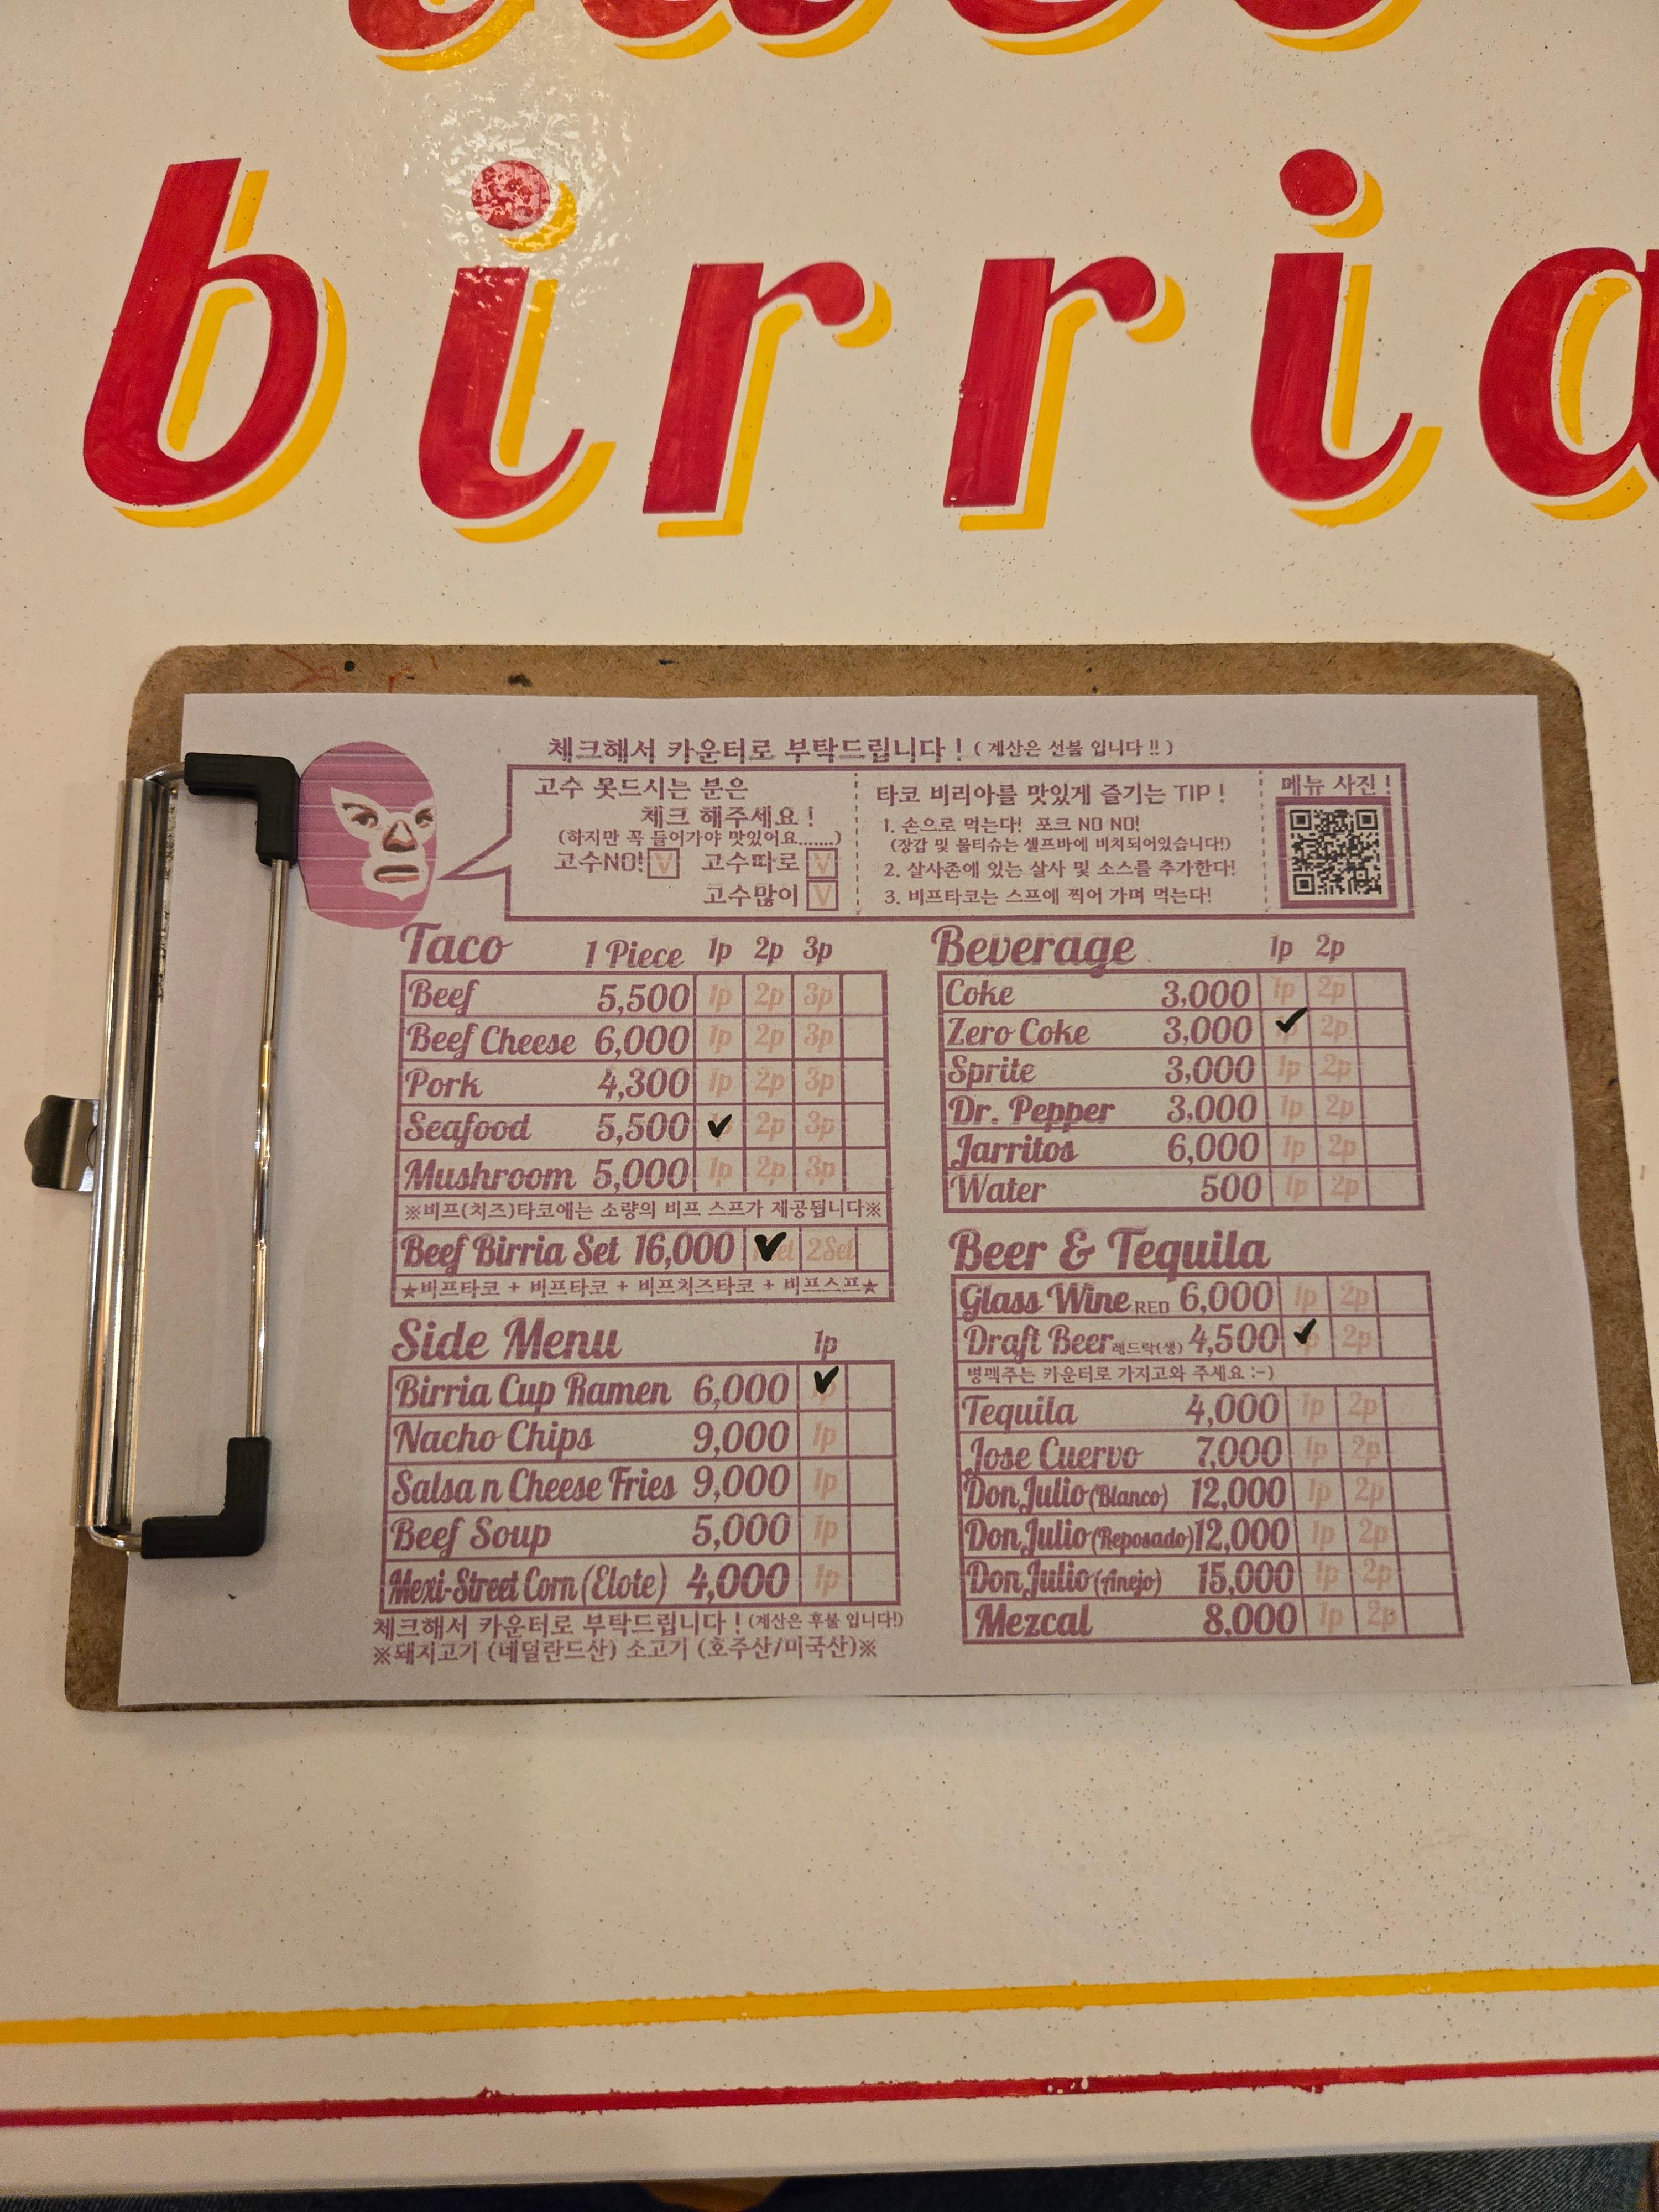 birria
체크해서 카운터로 부탁드립니다! (계산은 선불 입니다!!)
고수 못드시는 분은
체크 해주세요!
(하지만 꼭 들어가야 맛있어요.......)
고수NO! V 고수따로 V
고수많이 V
타코 비리아를 맛있게 즐기는 TIP!
1. 손으로 먹는다! 포크 NO NO!
(장갑 및 물티슈는 셀프바에 비치되어있습니다!)
2. 살사존에 있는 살사 및 소스를 추가한다!
3. 비프타코는 스프에 찍어 가며 먹는다!
메뉴 사진!
Taco 1 Piece 1p 2p 3p
Beef 5,500 1p 2p 3p
Beef Cheese 6,000 1p 2p 3p
Pork 4,300 1p 2p 3p
Seafood 5,500 ✓ 2p 3p
Mushroom 5,000 1p 2p 3p
※비프(치즈)타코에는 소량의 비프 스프가 제공됩니다※
Beef Birria Set 16,000 ✓ 2Set
★비프타코 + 비프타코 + 비프치즈타코 + 비프스프★
Side Menu 1p
Birria Cup Ramen 6,000 ✓
Nacho Chips 9,000 1p
Salsa n Cheese Fries 9,000 1p
Beef Soup 5,000 1p
Mexi-Street Corn (Elote) 4,000 1p
체크해서 카운터로 부탁드립니다! (계산은 후불 입니다!)
※돼지고기 (네덜란드산) 소고기 (호주산/미국산)※
Beverage 1p 2p
Coke 3,000 1p 2p
Zero Coke 3,000 ✓ 2p
Sprite 3,000 1p 2p
Dr. Pepper 3,000 1p 2p
Jarritos 6,000 1p 2p
Water 500 1p 2p
Beer & Tequila
Glass Wine RED 6,000 1p 2p
Draft Beer 레드락(생) 4,500 ✓ 2p
병맥주는 카운터로 가지고와 주세요 :-)
Tequila 4,000 1p 2p
Jose Cuervo 7,000 1p 2p
Don Julio (Blanco) 12,000 1p 2p
Don Julio (Reposado) 12,000 1p 2p
Don Julio (Anejo) 15,000 1p 2p
Mezcal 8,000 1p 2p